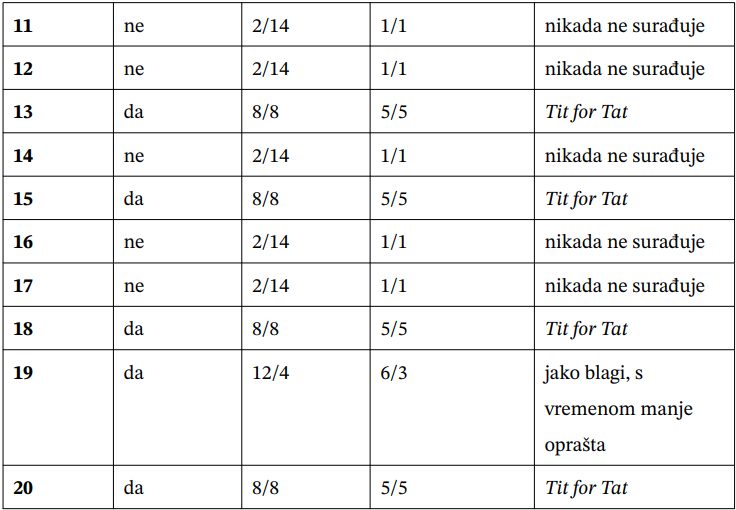 11 ne 2/14 1/1 nikada ne surađuje
12 ne 2/14 1/1 nikada ne surađuje
13 da 8/8 5/5 Tit for Tat
14 ne 2/14 1/1 nikada ne surađuje
15 da 8/8 5/5 Tit for Tat
16 ne 2/14 1/1 nikada ne surađuje
17 ne 2/14 1/1 nikada ne surađuje
18 da 8/8 5/5 Tit for Tat
19 da 12/4 6/3 jako blagi, s
vremenom manje
oprašta
20 da 8/8 5/5 Tit for Tat